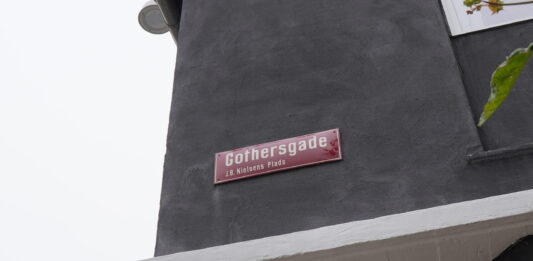 Gothersgade
J.B. Nielsens Plads